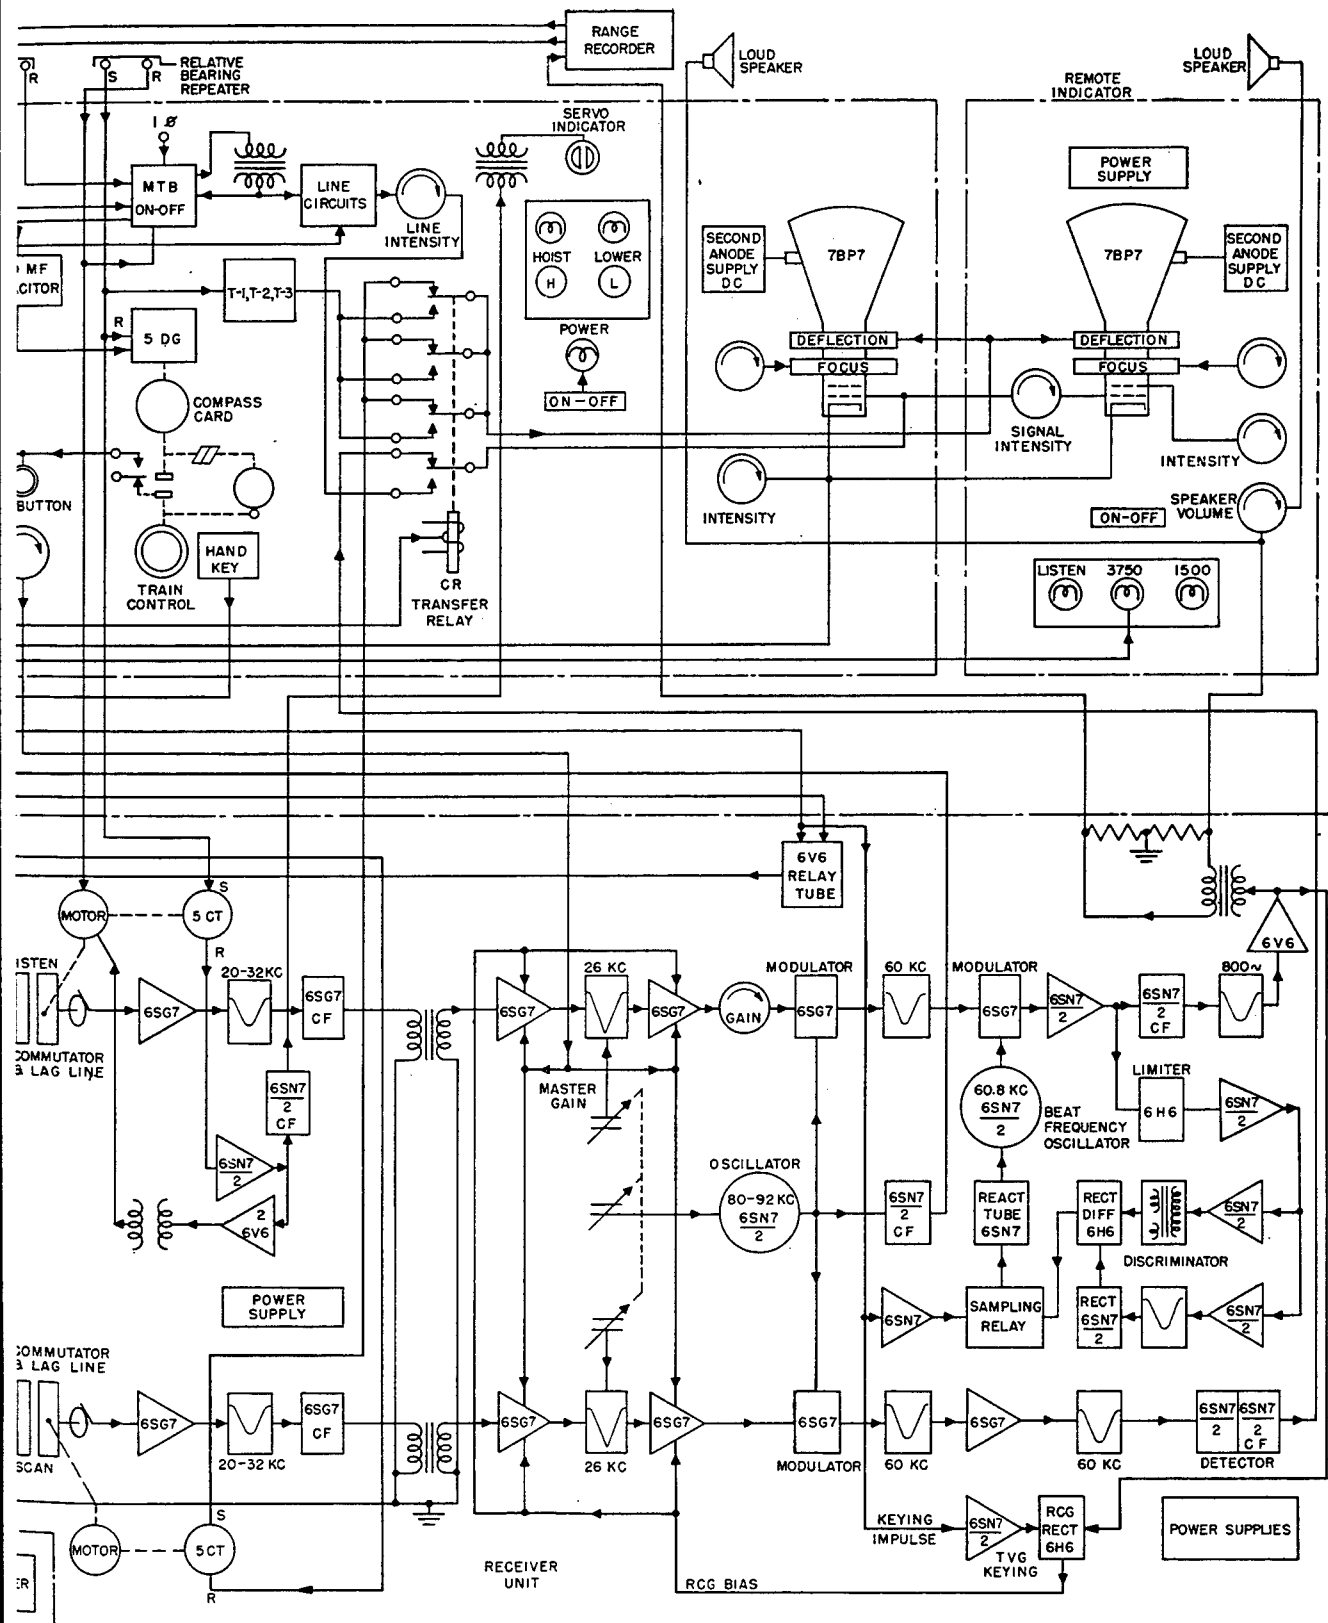 RANGE
RECORDER
LOUD
SPEAKER
LOUD
SPEAKER
REMOTE
INDICATOR
R
S
R
RELATIVE
BEARING
REPEATER
1 Ø
SERVO
INDICATOR
MTB
ON-OFF
LINE
CIRCUITS
LINE
INTENSITY
POWER
SUPPLY
HOIST
LOWER
H
L
SECOND
ANODE
SUPPLY
DC
7BP7
7BP7
SECOND
ANODE
SUPPLY
DC
MF
CITOR
T-1,T-2,T-3
R
5 DG
POWER
ON-OFF
DEFLECTION
FOCUS
DEFLECTION
FOCUS
COMPASS
CARD
SIGNAL
INTENSITY
INTENSITY
BUTTON
INTENSITY
SPEAKER
VOLUME
ON-OFF
HAND
KEY
TRAIN
CONTROL
CR
TRANSFER
RELAY
LISTEN
3750
1500
6V6
RELAY
TUBE
MOTOR
S
5 CT
R
6V6
ISTEN
20-32KC
26 KC
MODULATOR
60 KC
MODULATOR
800~
6SG7
6SG7
CF
6SG7
6SG7
GAIN
6SG7
6SG7
6SN7
2
6SN7
2
CF
COMMUTATOR
& LAG LINE
6SN7
2
CF
MASTER
GAIN
60.8 KC
6SN7
2
BEAT
FREQUENCY
OSCILLATOR
LIMITER
6H6
6SN7
2
6SN7
2
OSCILLATOR
80-92 KC
6SN7
2
6SN7
2
CF
REACT
TUBE
6SN7
RECT
DIFF
6H6
6SN7
2
2
6V6
DISCRIMINATOR
POWER
SUPPLY
6SN7
SAMPLING
RELAY
RECT
6SN7
2
6SN7
2
COMMUTATOR
& LAG LINE
6SG7
6SG7
CF
6SG7
6SG7
6SG7
6SG7
6SN7
2
6SN7
2
CF
SCAN
20-32 KC
26 KC
MODULATOR
60 KC
60 KC
DETECTOR
S
MOTOR
5CT
R
KEYING
IMPULSE
6SN7
2
RCG
RECT
6H6
POWER SUPPLIES
TVG
KEYING
RECEIVER
UNIT
RCG BIAS
ER